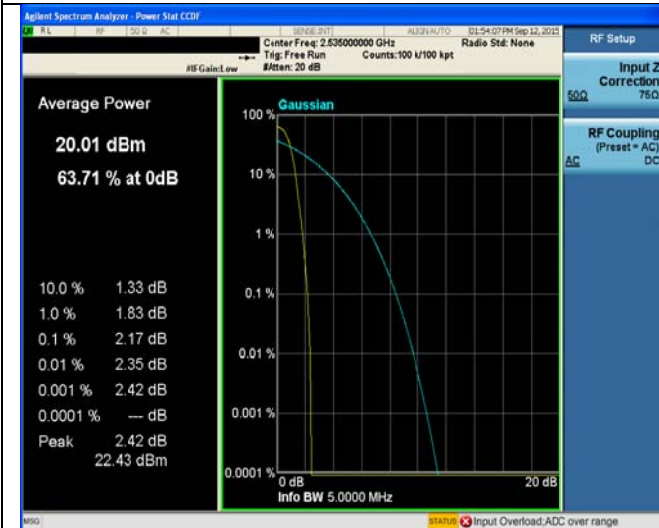 Agilent Spectrum Analyzer - Power Stat CCDF
RL RF 50 Ω AC SENSE:INT ALIGN AUTO 01:54:07 PM Sep 12, 2015
Center Freq: 2.535000000 GHz Radio Std: None
Trig: Free Run Counts:100 k/100 kpt
#IFGain:Low #Atten: 20 dB
RF Setup
Input Z Correction
50Ω 75Ω
RF Coupling
(Preset = AC)
AC DC
Average Power
20.01 dBm
63.71 % at 0dB
10.0 % 1.33 dB
1.0 % 1.83 dB
0.1 % 2.17 dB
0.01 % 2.35 dB
0.001 % 2.42 dB
0.0001 % --- dB
Peak 2.42 dB
22.43 dBm
Gaussian
100 %
10 %
1 %
0.1 %
0.01 %
0.001 %
0.0001 %
0 dB 20 dB
Info BW 5.0000 MHz
MSG STATUS Input Overload;ADC over range